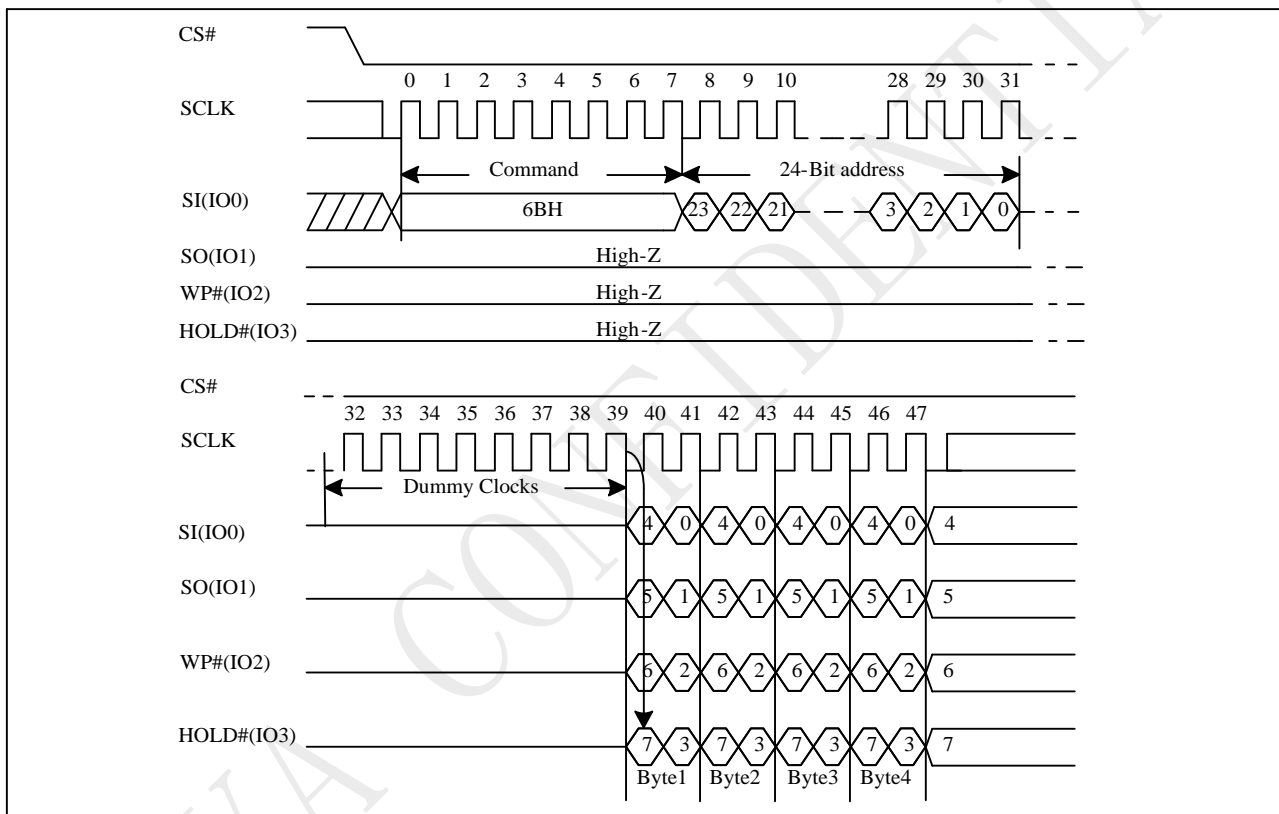 CS#
0 1 2 3 4 5 6 7 8 9 10 28 29 30 31
SCLK
Command 24-Bit address
SI(IO0) 6BH 23 22 21 3 2 1 0
SO(IO1) High-Z
WP#(IO2) High-Z
HOLD#(IO3) High-Z
CS#
32 33 34 35 36 37 38 39 40 41 42 43 44 45 46 47
SCLK
Dummy Clocks
SI(IO0) 4 0 4 0 4 0 4 0 4
SO(IO1) 5 1 5 1 5 1 5 1 5
WP#(IO2) 6 2 6 2 6 2 6 2 6
HOLD#(IO3) 7 3 7 3 7 3 7 3 7
Byte1 Byte2 Byte3 Byte4